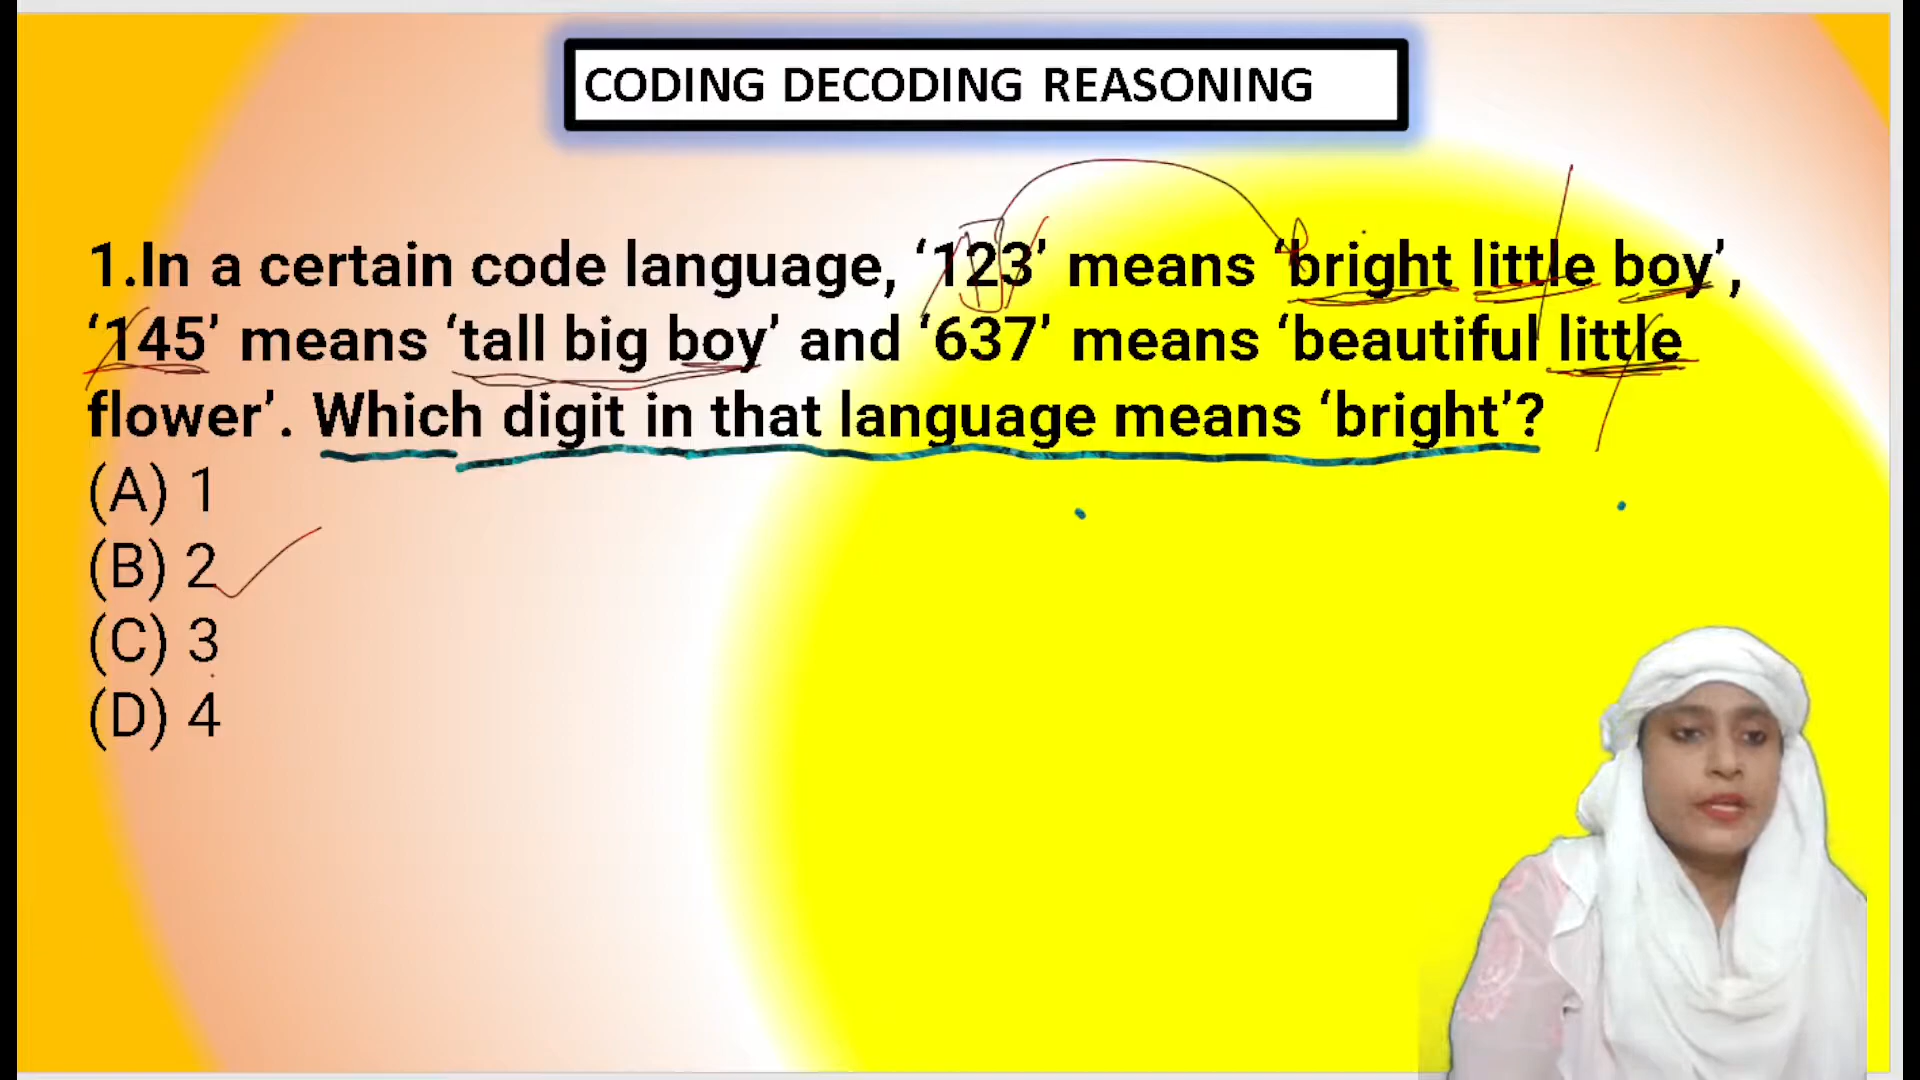 CODING DECODING REASONING
1.In a certain code language, ‘123’ means ‘bright little boy’,
‘145’ means ‘tall big boy’ and ‘637’ means ‘beautiful little
flower’. Which digit in that language means ‘bright’?
(A) 1
(B) 2
(C) 3
(D) 4